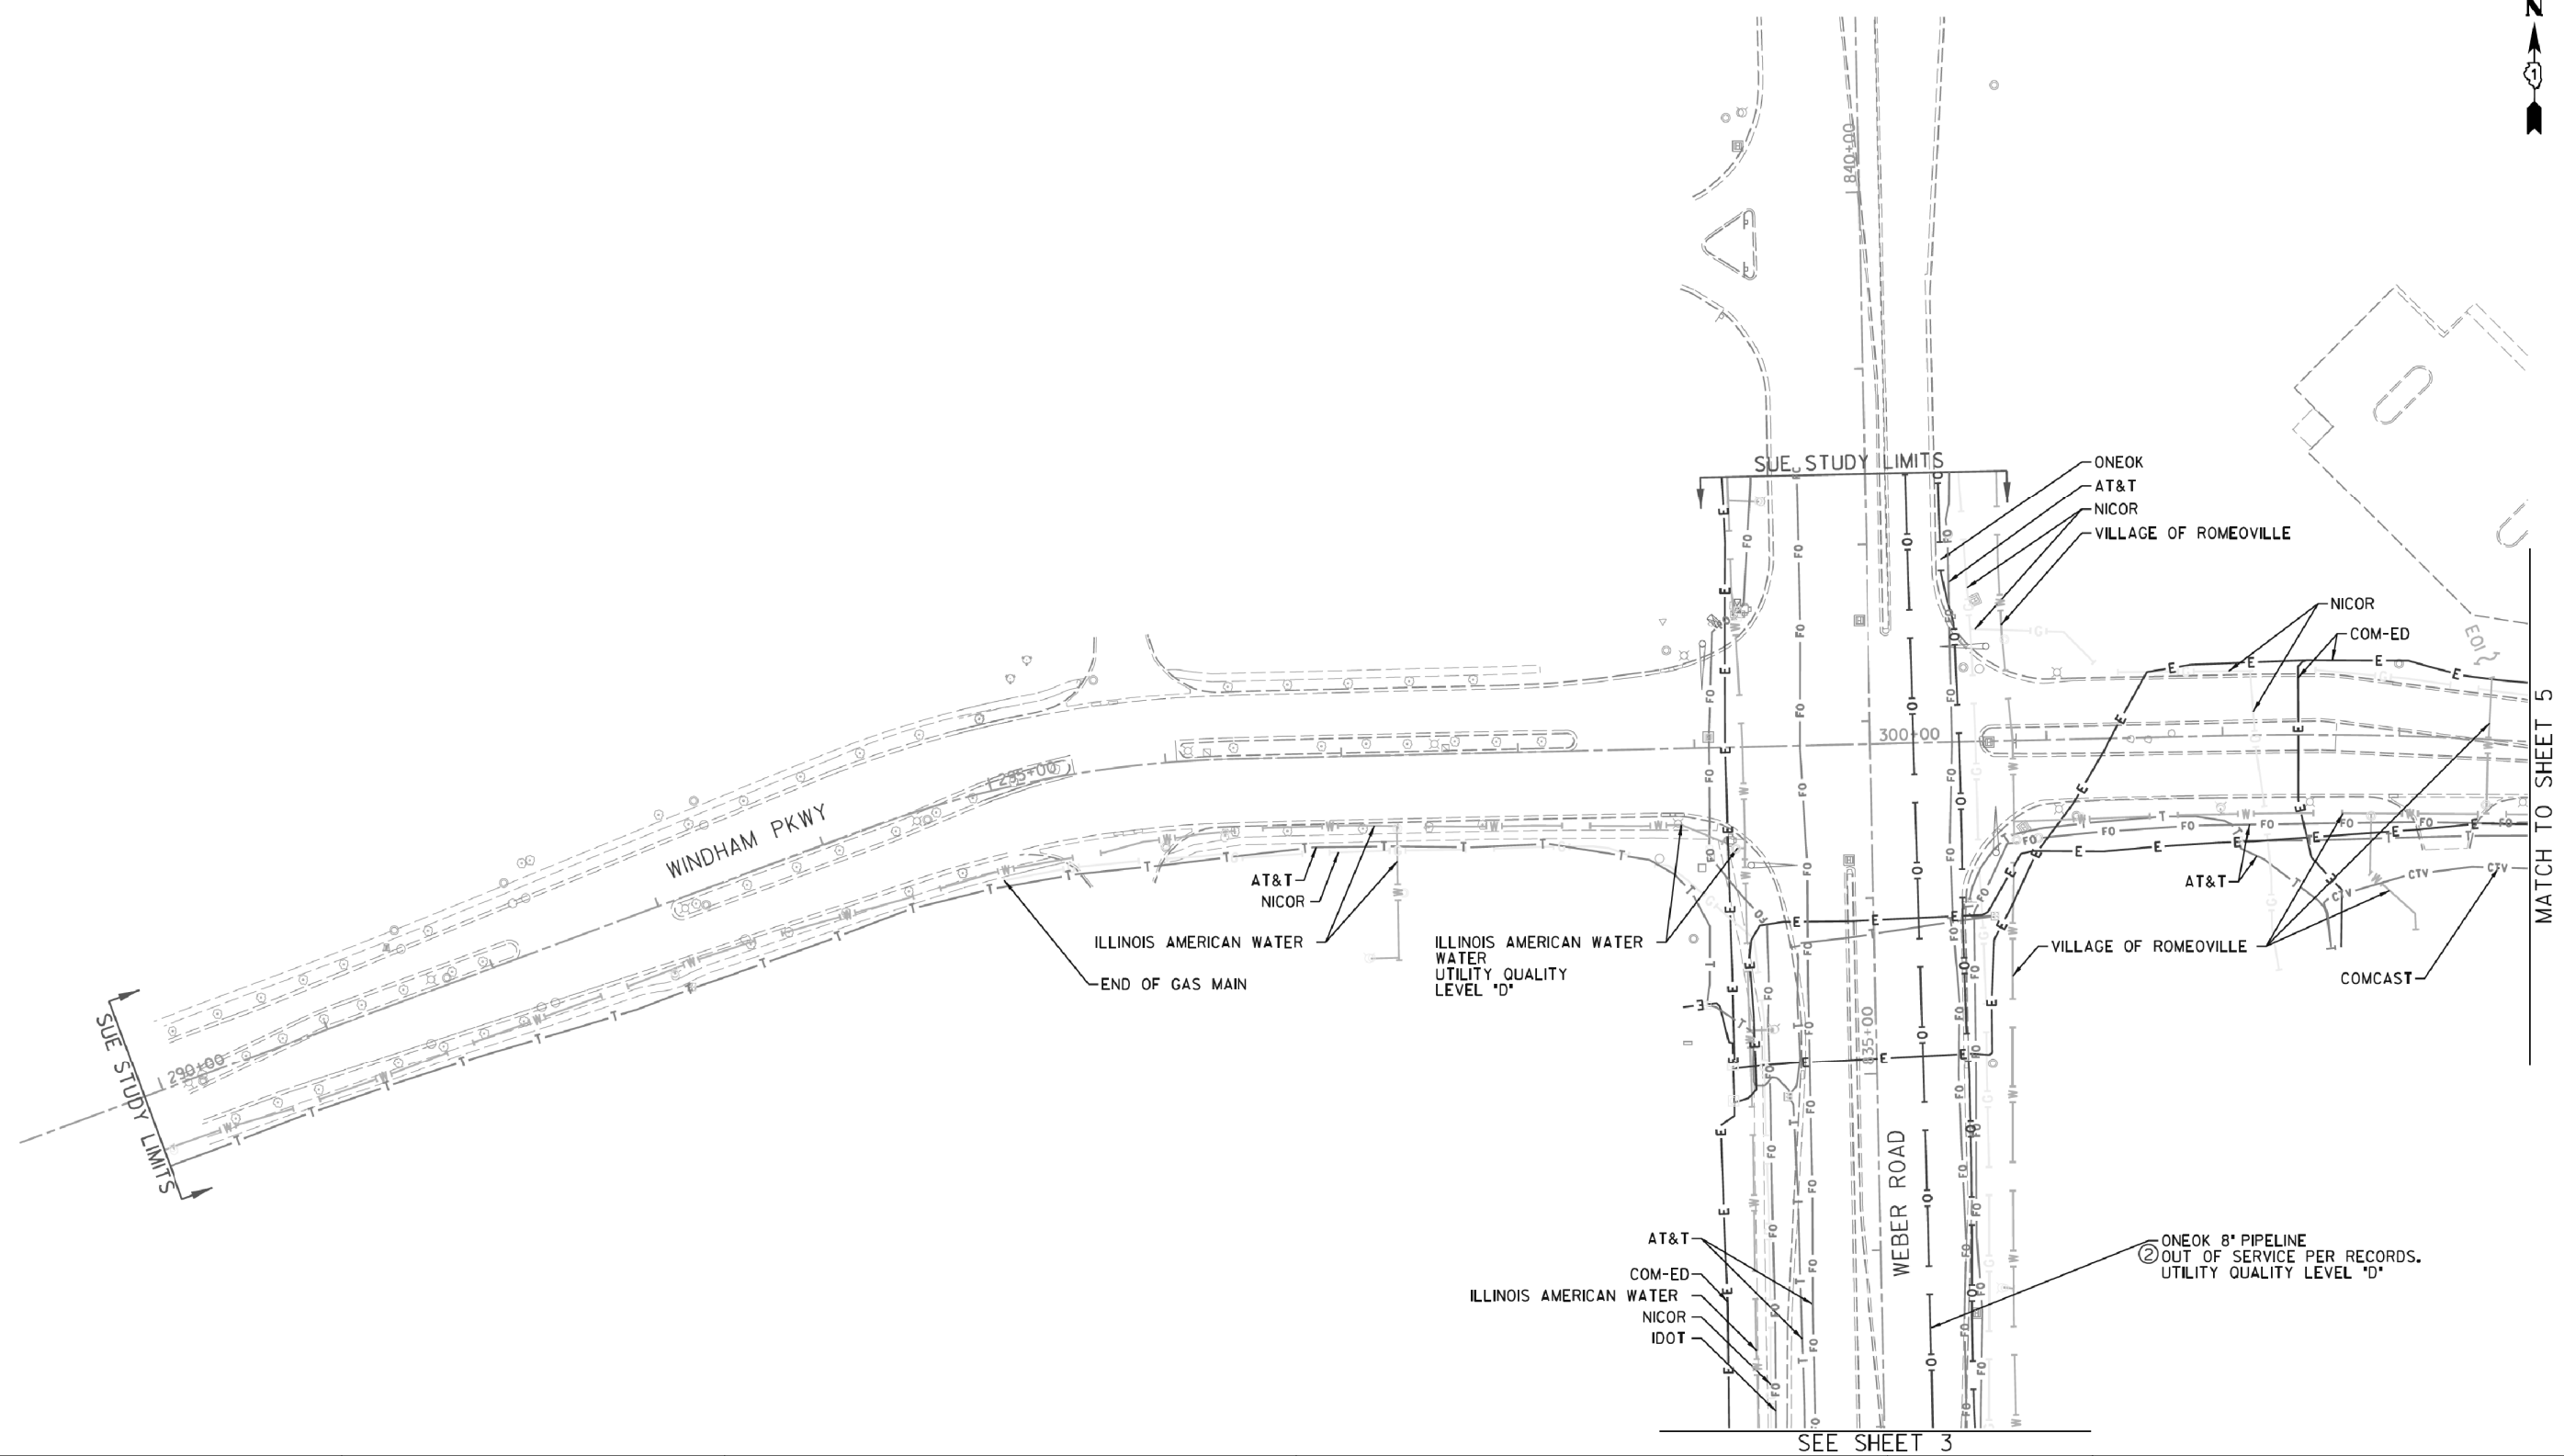 N
1
840+00
SUE STUDY LIMITS
ONEOK
AT&T
NICOR
VILLAGE OF ROMEOVILLE
NICOR
COM-ED
E01
300+00
295+00
WINDHAM PKWY
MATCH TO SHEET 5
AT&T
NICOR
ILLINOIS AMERICAN WATER
END OF GAS MAIN
ILLINOIS AMERICAN WATER
WATER
UTILITY QUALITY
LEVEL "D"
AT&T
VILLAGE OF ROMEOVILLE
COMCAST
SUE STUDY LIMITS
290+00
835+00
WEBER ROAD
AT&T
COM-ED
ILLINOIS AMERICAN WATER
NICOR
IDOT
ONEOK 8" PIPELINE
2 OUT OF SERVICE PER RECORDS.
UTILITY QUALITY LEVEL "D"
SEE SHEET 3